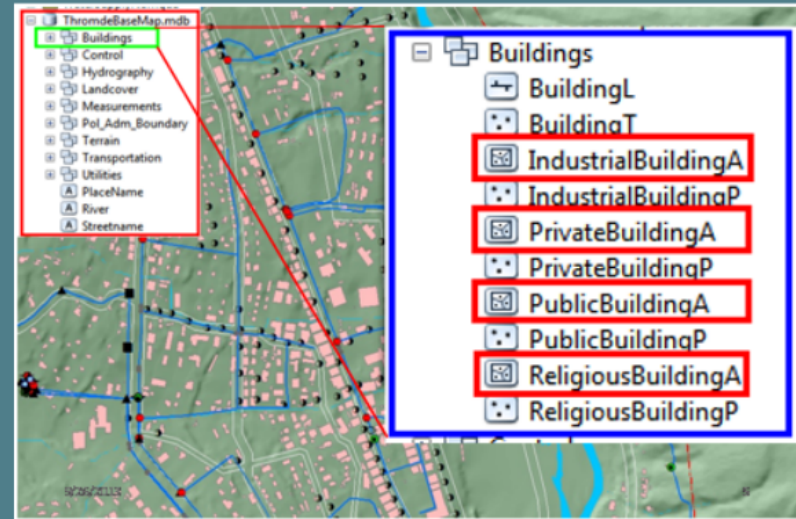 ThromdeBaseMap.mdb
Buildings
Control
Hydrography
Landcover
Measurements
Pol_Adm_Boundary
Terrain
Transportation
Utilities
PlaceName
River
Streetname
Buildings
BuildingL
BuildingT
IndustrialBuildingA
IndustrialBuildingP
PrivateBuildingA
PrivateBuildingP
PublicBuildingA
PublicBuildingP
ReligiousBuildingA
ReligiousBuildingP